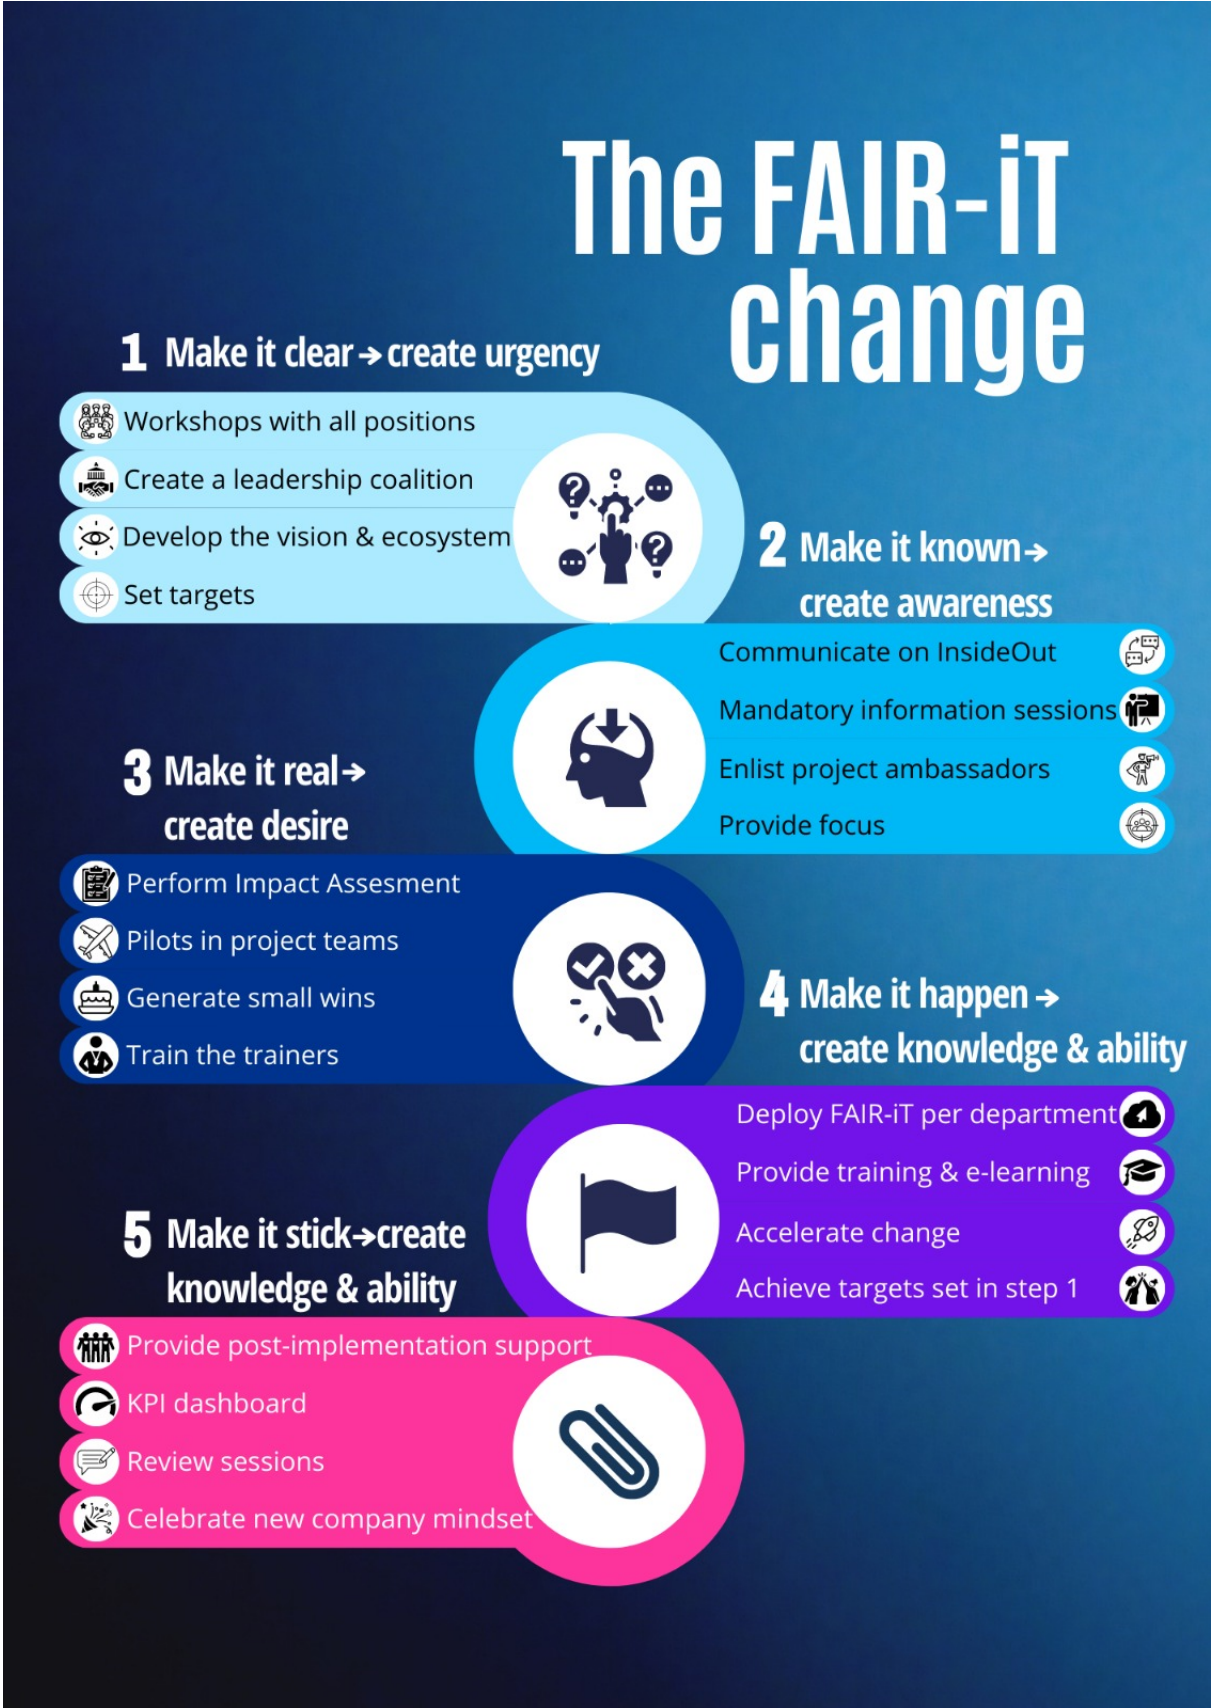 The FAIR-iT
change
1 Make it clear → create urgency
Workshops with all positions
Create a leadership coalition
Develop the vision & ecosystem
Set targets
2 Make it known →
create awareness
Communicate on InsideOut
Mandatory information sessions
Enlist project ambassadors
Provide focus
3 Make it real →
create desire
Perform Impact Assesment
Pilots in project teams
Generate small wins
Train the trainers
4 Make it happen →
create knowledge & ability
Deploy FAIR-iT per department
Provide training & e-learning
Accelerate change
Achieve targets set in step 1
5 Make it stick→create
knowledge & ability
Provide post-implementation support
KPI dashboard
Review sessions
Celebrate new company mindset